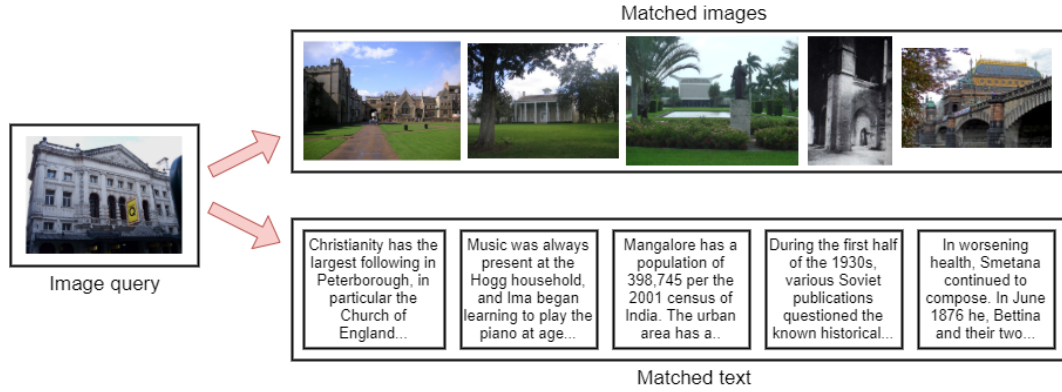 Matched images
Image query
Christianity has the
largest following in
Peterborough, in
particular the
Church of
England...
Music was always
present at the
Hogg household,
and Ima began
learning to play the
piano at age...
Mangalore has a
population of
398,745 per the
2001 census of
India. The urban
area has a..
During the first half
of the 1930s,
various Soviet
publications
questioned the
known historical...
In worsening
health, Smetana
continued to
compose. In June
1876 he, Bettina
and their two...
Matched text